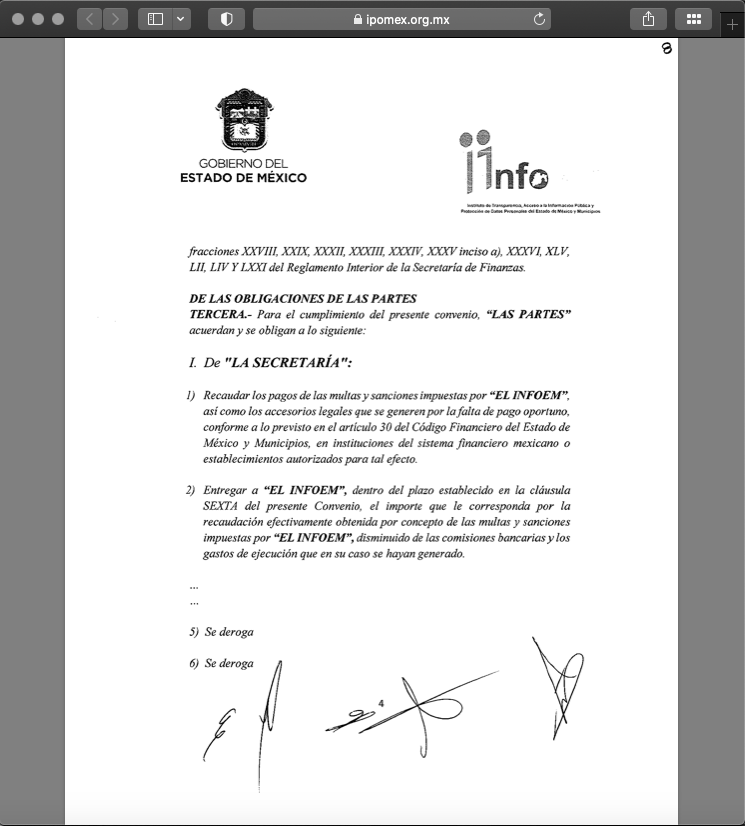 ipomex.org.mx
8
GOBIERNO DEL
ESTADO DE MÉXICO
infо
Instituto de Transparencia, Acceso a la Información Pública y
Protección de Datos Personales del Estado de México y Municipios
fracciones XXVIII, XXIX, XXXII, XXXIII, XXXIV, XXXV inciso a), XXXVI, XLV,
LII, LIV Y LXXI del Reglamento Interior de la Secretaría de Finanzas.
DE LAS OBLIGACIONES DE LAS PARTES
TERCERA.- Para el cumplimiento del presente convenio, “LAS PARTES”
acuerdan y se obligan a lo siguiente:
I. De "LA SECRETARÍA":
1) Recaudar los pagos de las multas y sanciones impuestas por “EL INFOEM”,
así como los accesorios legales que se generen por la falta de pago oportuno,
conforme a lo previsto en el artículo 30 del Código Financiero del Estado de
México y Municipios, en instituciones del sistema financiero mexicano o
establecimientos autorizados para tal efecto.
2) Entregar a “EL INFOEM”, dentro del plazo establecido en la cláusula
SEXTA del presente Convenio, el importe que le corresponda por la
recaudación efectivamente obtenida por concepto de las multas y sanciones
impuestas por “EL INFOEM”, disminuido de las comisiones bancarias y los
gastos de ejecución que en su caso se hayan generado.
...
...
5) Se deroga
6) Se deroga
4